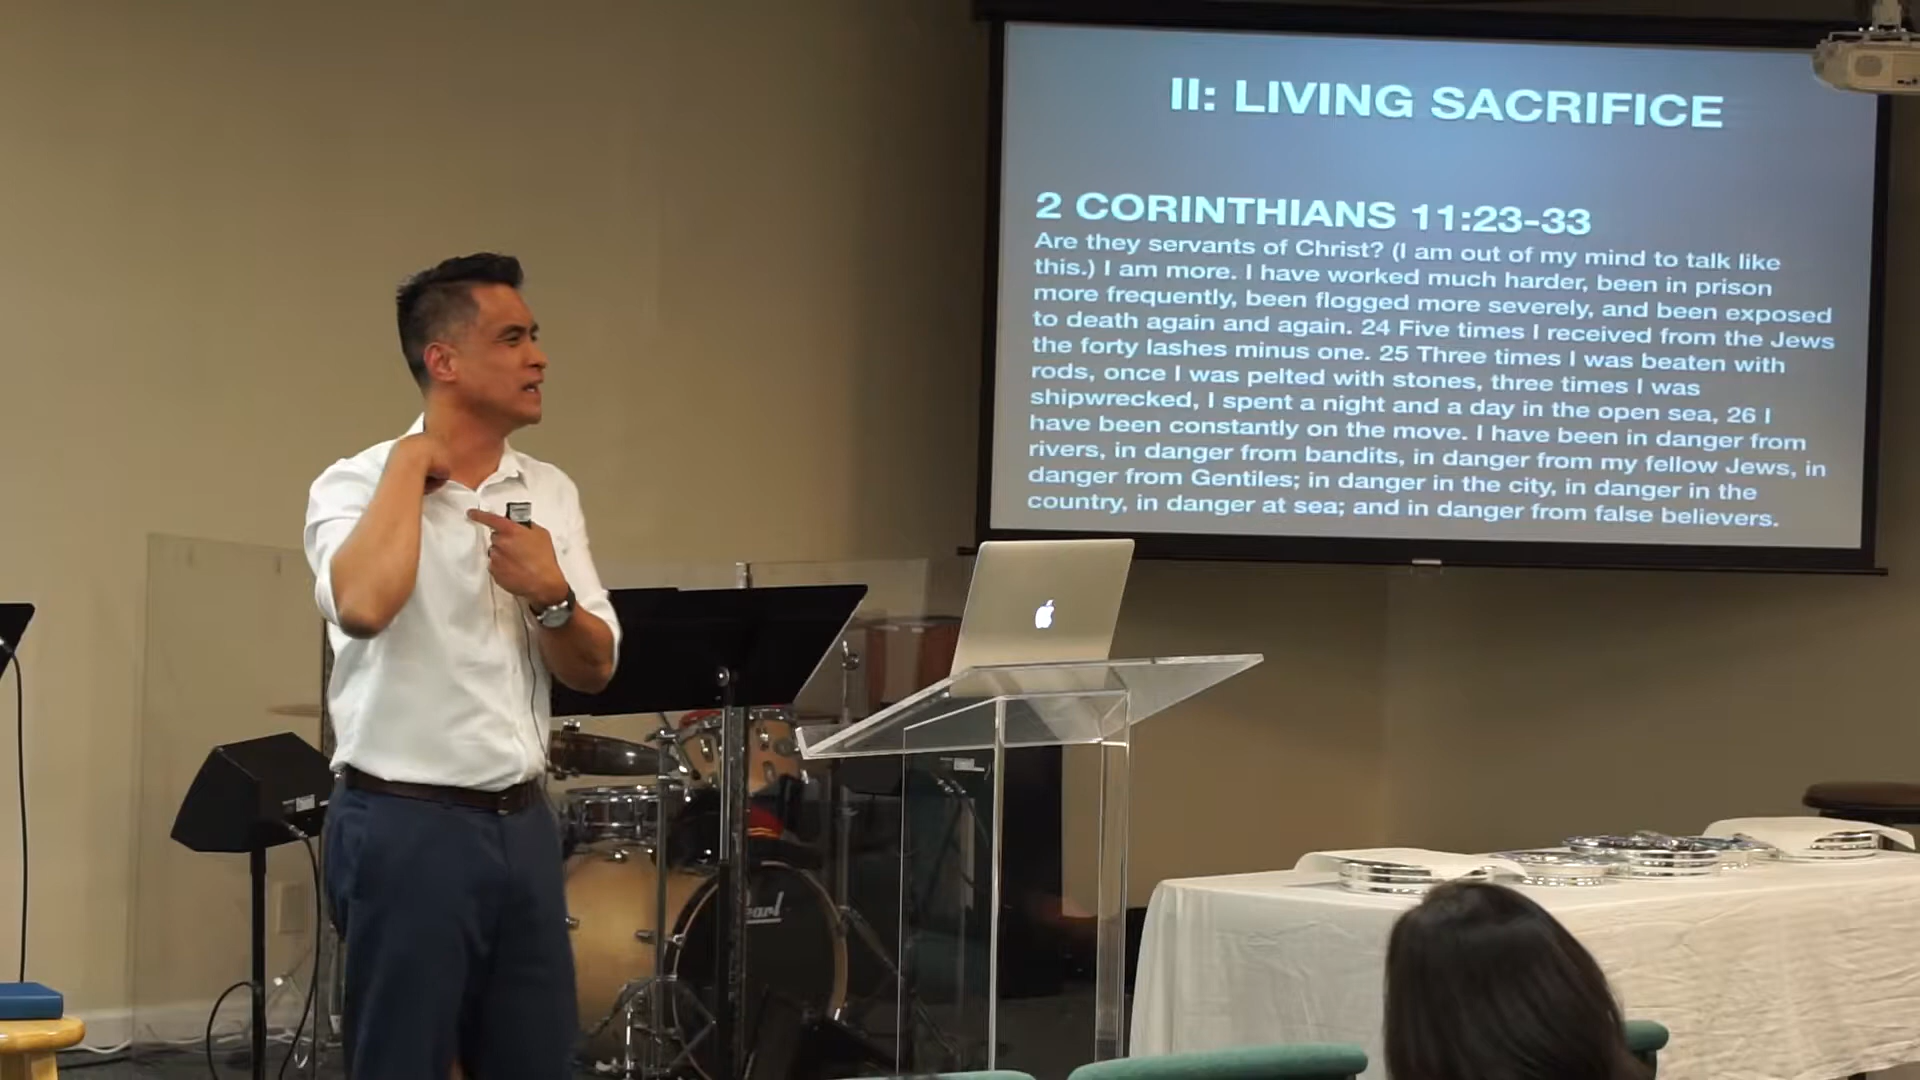 II: LIVING SACRIFICE
2 CORINTHIANS 11:23-33
Are they servants of Christ? (I am out of my mind to talk like
this.) I am more. I have worked much harder, been in prison
more frequently, been flogged more severely, and been exposed
to death again and again. 24 Five times I received from the Jews
the forty lashes minus one. 25 Three times I was beaten with
rods, once I was pelted with stones, three times I was
shipwrecked, I spent a night and a day in the open sea, 26 I
have been constantly on the move. I have been in danger from
rivers, in danger from bandits, in danger from my fellow Jews, in
danger from Gentiles; in danger in the city, in danger in the
country, in danger at sea; and in danger from false believers.